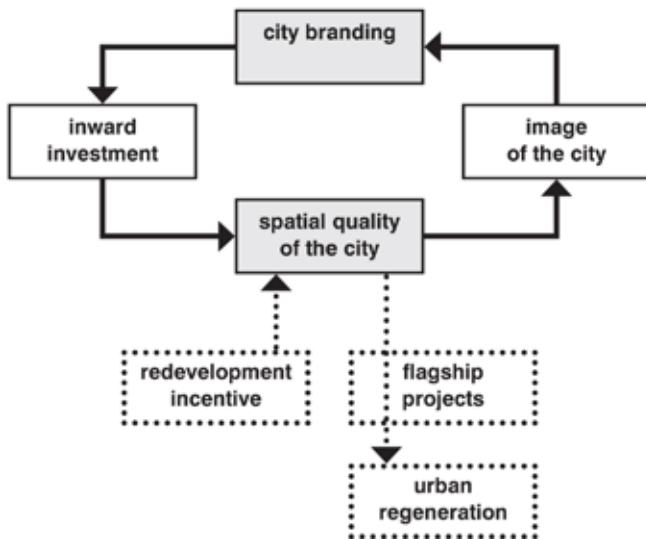 city branding
inward
investment
image
of the city
spatial quality
of the city
redevelopment
incentive
flagship
projects
urban
regeneration